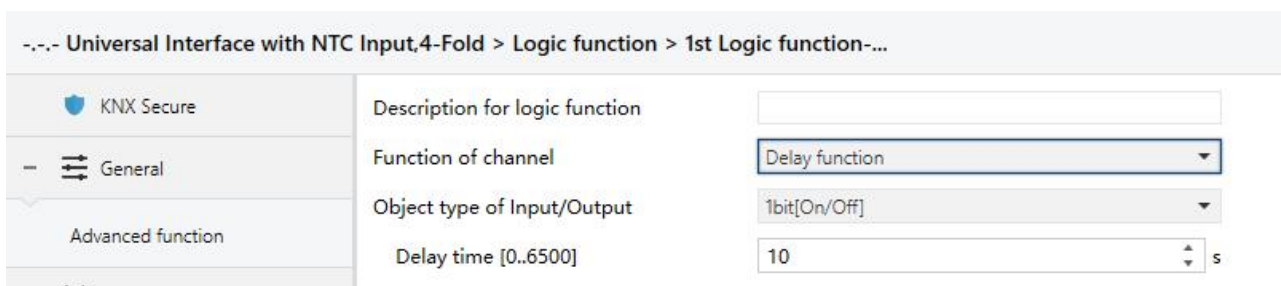 -.-.- Universal Interface with NTC Input,4-Fold > Logic function > 1st Logic function-...
KNX Secure
Description for logic function
General
Function of channel
Delay function
Object type of Input/Output
1bit[On/Off]
Advanced function
Delay time [0..6500]
10
s